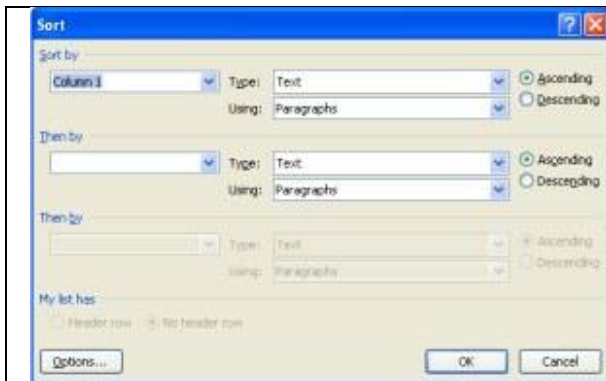 Sort
Sort by
Column 1 Type: Text Ascending
Using: Paragraphs Descending
Then by
Type: Text Ascending
Using: Paragraphs Descending
Then by
Type: Text Ascending
Using: Paragraphs Descending
My list has
Header row No header row
Options... OK Cancel